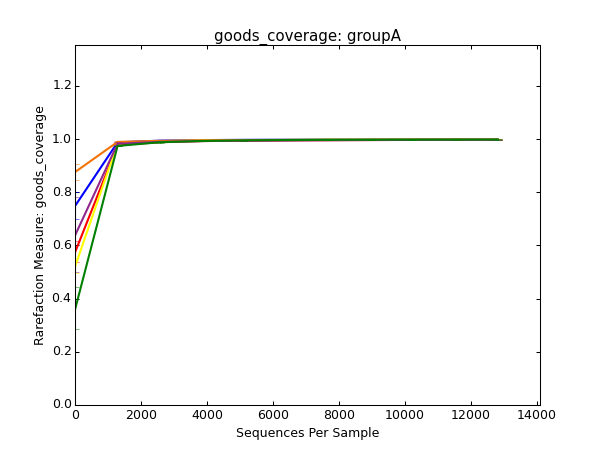 goods_coverage: groupA
Rarefaction Measure: goods_coverage
1.2
1.0
0.8
0.6
0.4
0.2
0.0
0 2000 4000 6000 8000 10000 12000 14000
Sequences Per Sample